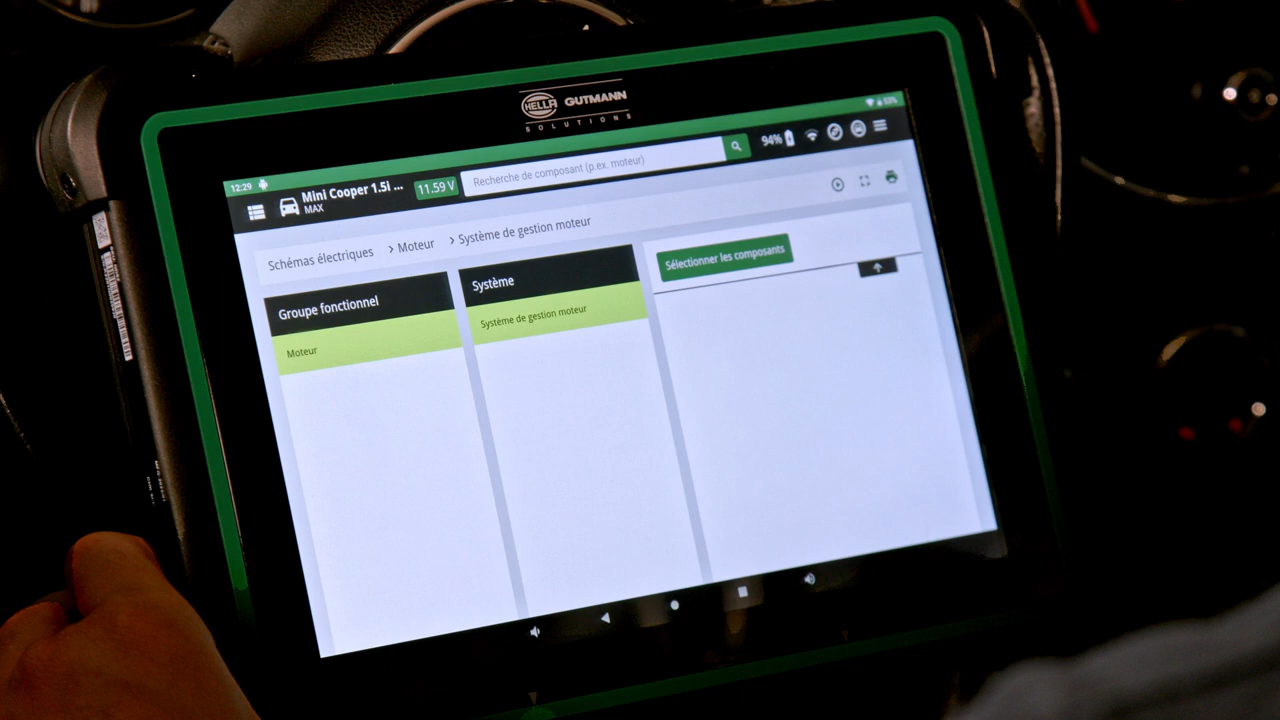 HELLA GUTMANN
SOLUTIONS
12:29
53%
Mini Cooper 1.5i ...
MAX
11.59 V
Recherche de composant (p.ex. moteur)
94%
Schémas électriques > Moteur > Système de gestion moteur
Groupe fonctionnel
Moteur
Système
Système de gestion moteur
Sélectionner les composants